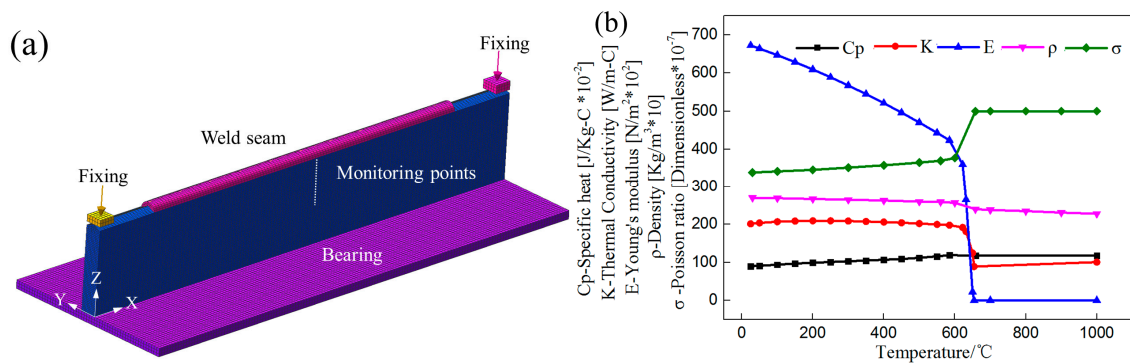 (a)
Fixing
Weld seam
Fixing
Monitoring points
Bearing
Z
Y
X
(b)
Cp-Specific heat [J/Kg-C *10⁻²]
K-Thermal Conductivity [W/m-C]
E-Young's modulus [N/m²*10²]
ρ-Density [Kg/m³*10]
σ -Poisson ratio [Dimensionless*10⁻⁷]
700
600
500
400
300
200
100
0
Cp K E ρ σ
0 200 400 600 800 1000
Temperature/℃